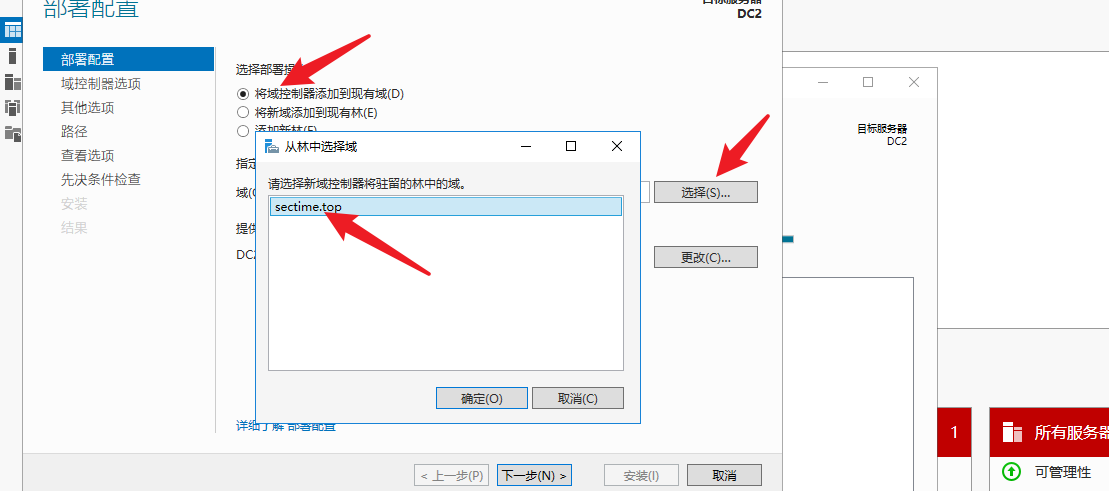 部署配置
目标服务器
DC2
部署配置
域控制器选项
其他选项
路径
查看选项
先决条件检查
安装
结果
选择部署操
将域控制器添加到现有域(D)
将新域添加到现有林(E)
添加新林(F)
指定
域(
选择(S)...
提供
DC2
更改(C)...
从林中选择域
请选择新域控制器将驻留的林中的域。
sectime.top
确定(O)
取消(C)
详细了解 部署配置
< 上一步(P)
下一步(N) >
安装(I)
取消
目标服务器
DC2
1
所有服务器
可管理性